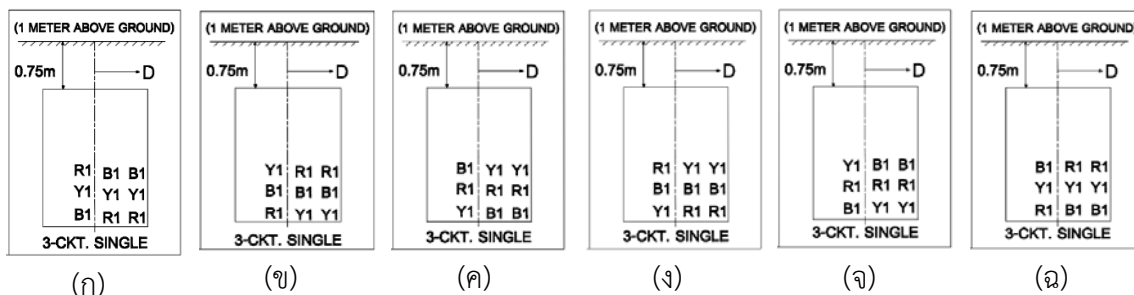 (1 METER ABOVE GROUND)
0.75m
D
R1 B1 B1
Y1 Y1 Y1
B1 R1 R1
3-CKT. SINGLE
(ก)
(1 METER ABOVE GROUND)
0.75m
D
Y1 R1 R1
B1 B1 B1
R1 Y1 Y1
3-CKT. SINGLE
(ข)
(1 METER ABOVE GROUND)
0.75m
D
B1 Y1 Y1
R1 R1 R1
Y1 B1 B1
3-CKT. SINGLE
(ค)
(1 METER ABOVE GROUND)
0.75m
D
R1 Y1 Y1
B1 B1 B1
Y1 R1 R1
3-CKT. SINGLE
(ง)
(1 METER ABOVE GROUND)
0.75m
D
Y1 B1 B1
R1 R1 R1
B1 Y1 Y1
3-CKT. SINGLE
(จ)
(1 METER ABOVE GROUND)
0.75m
D
B1 R1 R1
Y1 Y1 Y1
R1 B1 B1
3-CKT. SINGLE
(ฉ)